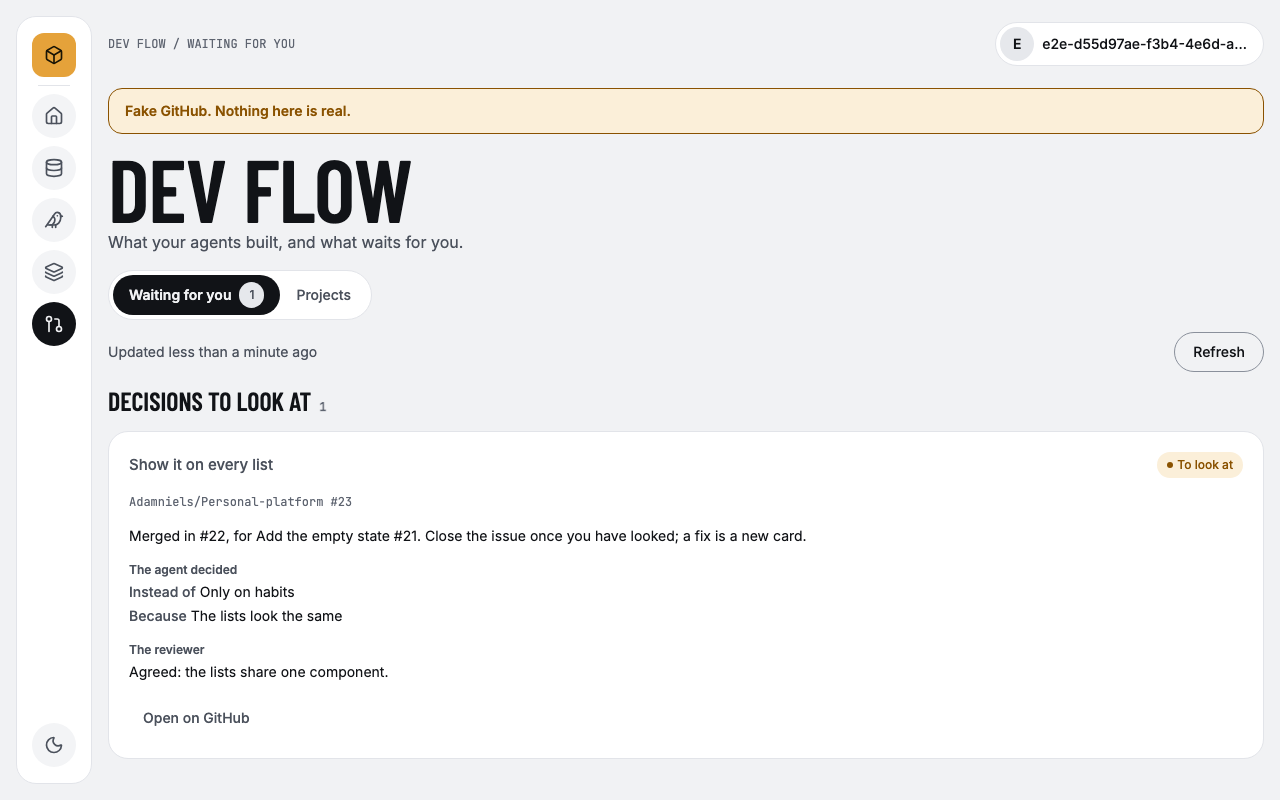 DEV FLOW / WAITING FOR YOU
E
e2e-d55d97ae-f3b4-4e6d-a...
Fake GitHub. Nothing here is real.
DEV FLOW
What your agents built, and what waits for you.
Waiting for you 1
Projects
Updated less than a minute ago
Refresh
DECISIONS TO LOOK AT 1
Show it on every list
To look at
Adamniels/Personal-platform #23
Merged in #22, for Add the empty state #21. Close the issue once you have looked; a fix is a new card.
The agent decided
Instead of Only on habits
Because The lists look the same
The reviewer
Agreed: the lists share one component.
Open on GitHub